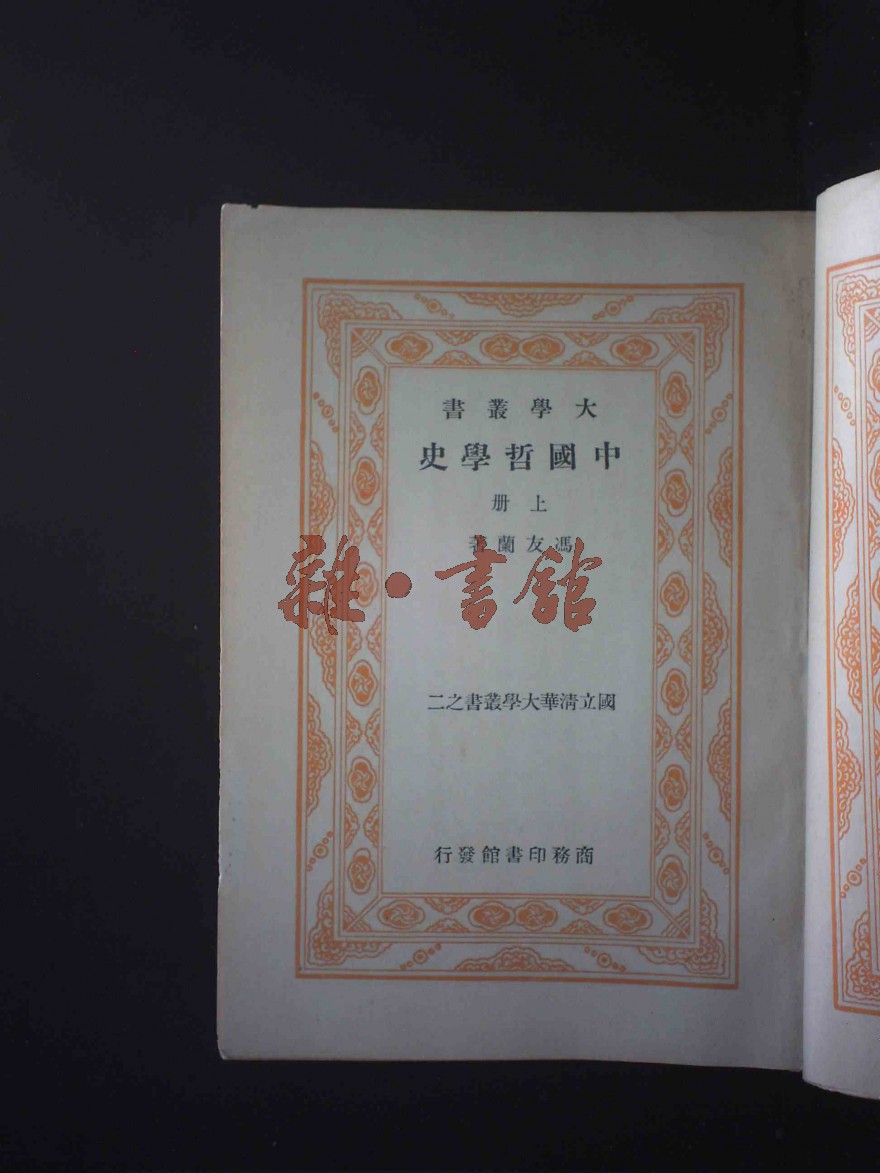 大學叢書
中國哲學史
上册
馮友蘭著
雜·書館
國立清華大學叢書之二
商務印書館發行